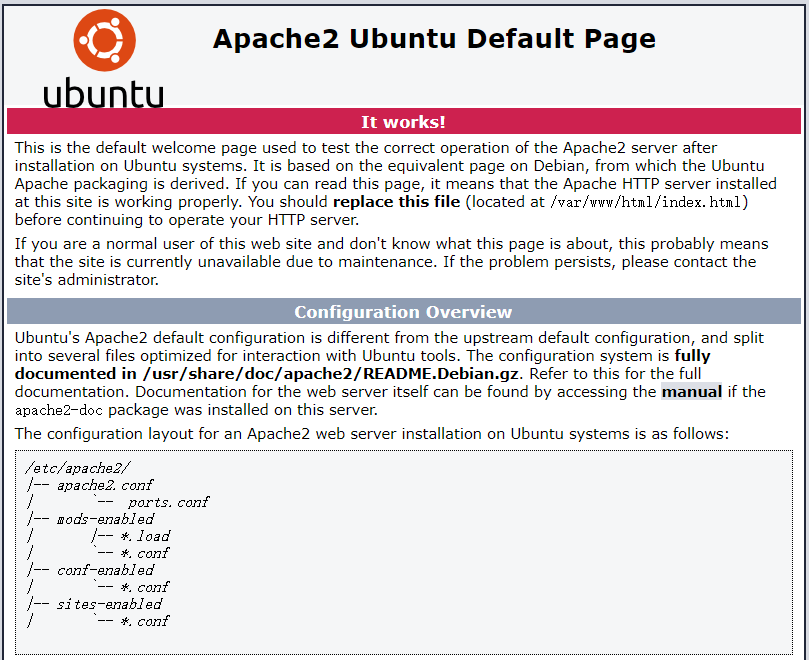 Apache2 Ubuntu Default Page
ubuntu
It works!
This is the default welcome page used to test the correct operation of the Apache2 server after
installation on Ubuntu systems. It is based on the equivalent page on Debian, from which the Ubuntu
Apache packaging is derived. If you can read this page, it means that the Apache HTTP server installed
at this site is working properly. You should replace this file (located at /var/www/html/index.html)
before continuing to operate your HTTP server.
If you are a normal user of this web site and don't know what this page is about, this probably means
that the site is currently unavailable due to maintenance. If the problem persists, please contact the
site's administrator.
Configuration Overview
Ubuntu's Apache2 default configuration is different from the upstream default configuration, and split
into several files optimized for interaction with Ubuntu tools. The configuration system is fully
documented in /usr/share/doc/apache2/README.Debian.gz. Refer to this for the full
documentation. Documentation for the web server itself can be found by accessing the manual if the
apache2-doc package was installed on this server.
The configuration layout for an Apache2 web server installation on Ubuntu systems is as follows:
/etc/apache2/
|-- apache2.conf
|       `--  ports.conf
|-- mods-enabled
|       |-- *.load
|       `-- *.conf
|-- conf-enabled
|       `-- *.conf
|-- sites-enabled
|       `-- *.conf